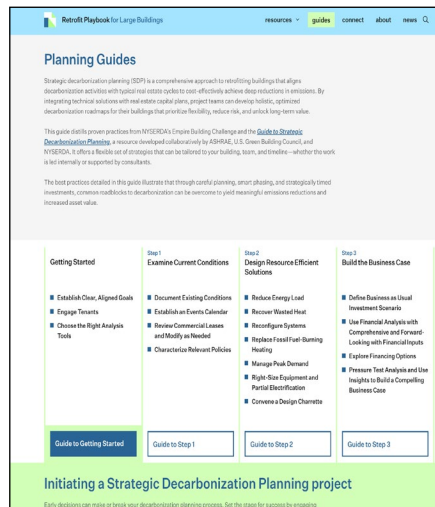 Retrofit Playbook for Large Buildings
resources
guides
connect
about
news
Planning Guides
Strategic decarbonization planning (SDP) is a comprehensive approach to retrofitting buildings that aligns
decarbonization activities with typical real estate cycles to cost-effectively achieve deep reductions in emissions. By
integrating technical solutions with real estate capital plans, project teams can develop holistic, optimized
decarbonization roadmaps for their buildings that prioritize flexibility, reduce risk, and unlock long-term value.
This guide distills proven practices from NYSERDA's Empire Building Challenge and the Guide to Strategic
Decarbonization Planning, a resource developed collaboratively by ASHRAE, U.S. Green Building Council, and
NYSERDA. It offers a flexible set of strategies that can be tailored to your building, team, and timeline—whether the work
is led internally or supported by consultants.
The best practices detailed in this guide illustrate that through careful planning, smart phasing, and strategically timed
investments, common roadblocks to decarbonization can be overcome to yield meaningful emissions reductions and
increased asset value.
Getting Started
Establish Clear, Aligned Goals
Engage Tenants
Choose the Right Analysis
Tools
Guide to Getting Started
Step 1
Examine Current Conditions
Document Existing Conditions
Establish an Events Calendar
Review Commercial Leases
and Modify as Needed
Characterize Relevant Policies
Guide to Step 1
Step 2
Design Resource Efficient
Solutions
Reduce Energy Load
Recover Wasted Heat
Reconfigure Systems
Replace Fossil Fuel-Burning
Heating
Manage Peak Demand
Right-Size Equipment and
Partial Electrification
Convene a Design Charrette
Guide to Step 2
Step 3
Build the Business Case
Define Business as Usual
Investment Scenario
Use Financial Analysis with
Comprehensive and Forward-
Looking with Financial Inputs
Explore Financing Options
Pressure Test Analysis and Use
Insights to Build a Compelling
Business Case
Guide to Step 3
Initiating a Strategic Decarbonization Planning project
Early decisions can make or break your decarbonization planning process. Set the stage for success by engaging